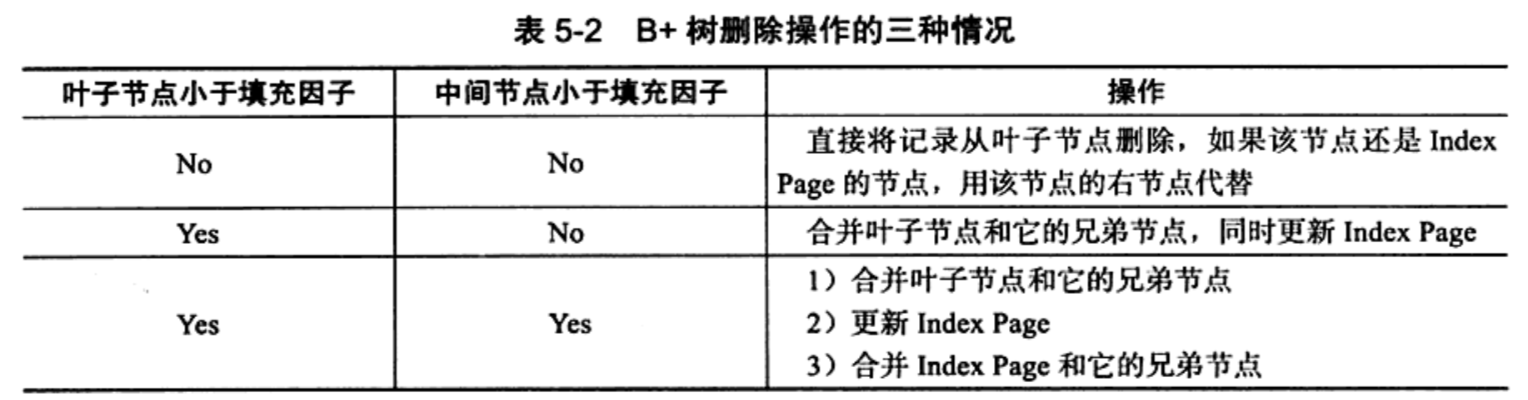 表 5-2 B+ 树删除操作的三种情况
叶子节点小于填充因子 中间节点小于填充因子 操作
No No 直接将记录从叶子节点删除，如果该节点还是 Index
Page 的节点，用该节点的右节点代替
Yes No 合并叶子节点和它的兄弟节点，同时更新 Index Page
1）合并叶子节点和它的兄弟节点
Yes Yes 2）更新 Index Page
3）合并 Index Page 和它的兄弟节点